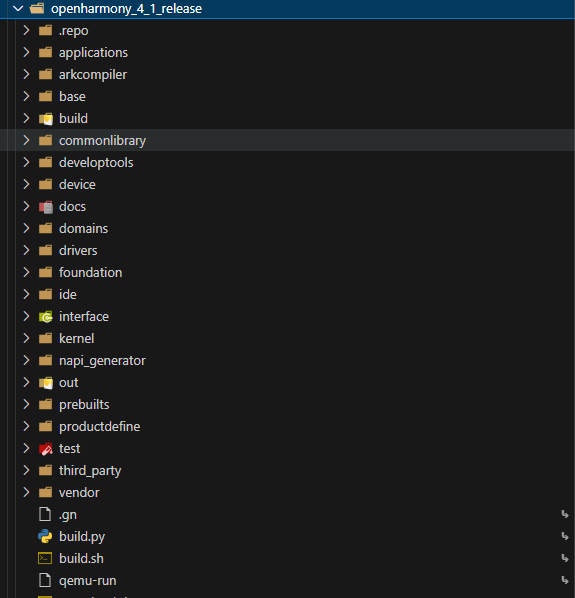 openharmony_4_1_release
.repo
applications
arkcompiler
base
build
commonlibrary
developtools
device
docs
domains
drivers
foundation
ide
interface
kernel
napi_generator
out
prebuilts
productdefine
test
third_party
vendor
.gn
build.py
build.sh
qemu-run